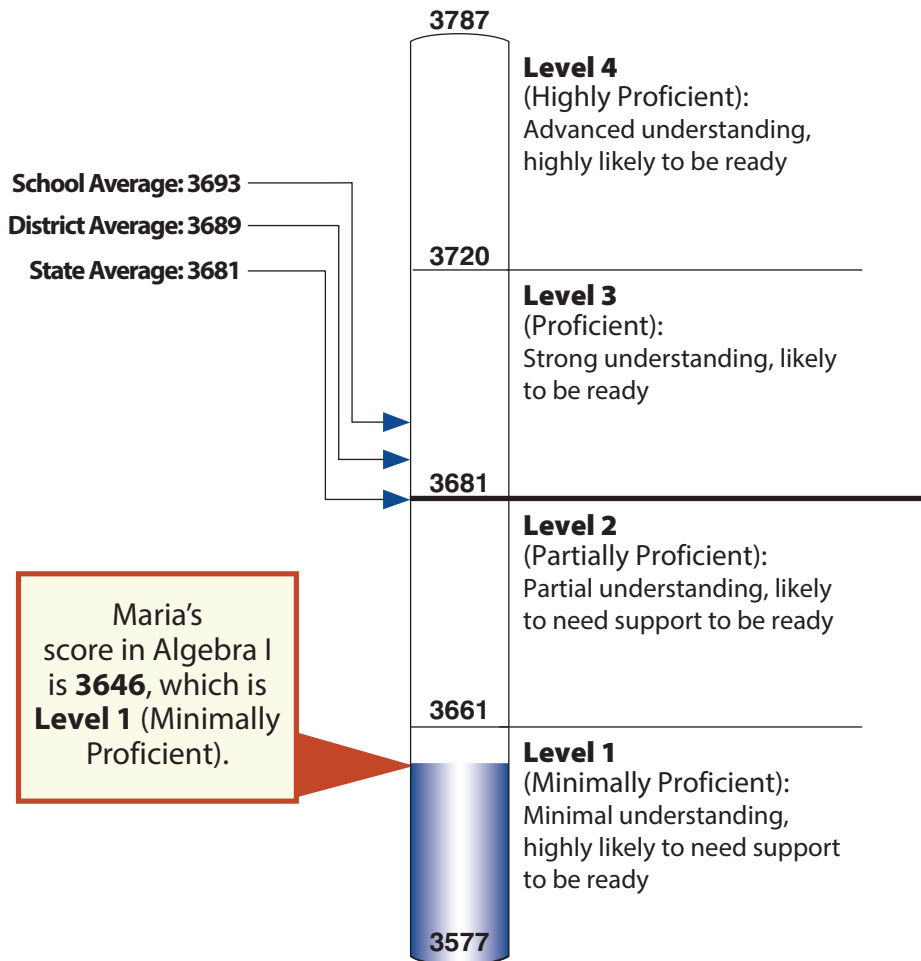 3787
Level 4
(Highly Proficient):
Advanced understanding,
highly likely to be ready
School Average: 3693
District Average: 3689
State Average: 3681
3720
Level 3
(Proficient):
Strong understanding, likely
to be ready
3681
Level 2
(Partially Proficient):
Partial understanding, likely
to need support to be ready
Maria’s
score in Algebra I
is 3646, which is
Level 1 (Minimally
Proficient).
3661
Level 1
(Minimally Proficient):
Minimal understanding,
highly likely to need support
to be ready
3577